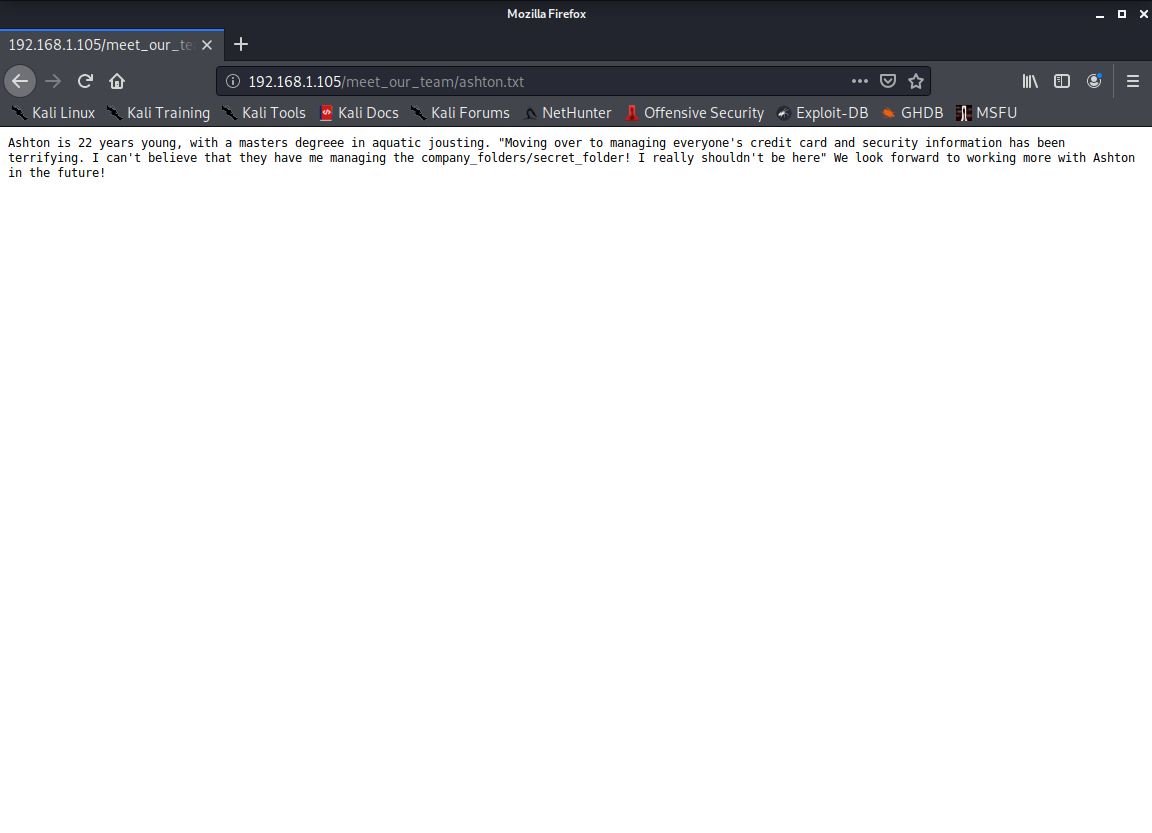 Mozilla Firefox
192.168.1.105/meet_our_te
192.168.1.105/meet_our_team/ashton.txt
Kali Linux Kali Training Kali Tools Kali Docs Kali Forums NetHunter Offensive Security Exploit-DB GHDB MSFU
Ashton is 22 years young, with a masters degreee in aquatic jousting. "Moving over to managing everyone's credit card and security information has been
terrifying. I can't believe that they have me managing the company_folders/secret_folder! I really shouldn't be here" We look forward to working more with Ashton
in the future!